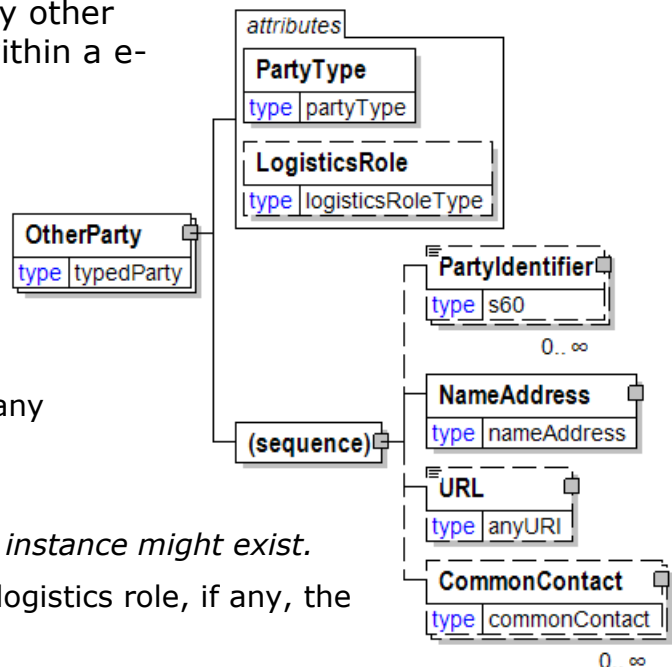 y other
ithin a e-
attributes
PartyType
type partyType
LogisticsRole
type logisticsRoleType
OtherParty
type typedParty
PartyIdentifier
type s60
0.. ∞
any
NameAddress
type nameAddress
(sequence)
URL
type anyURI
instance might exist.
CommonContact
type commonContact
logistics role, if any, the
0.. ∞